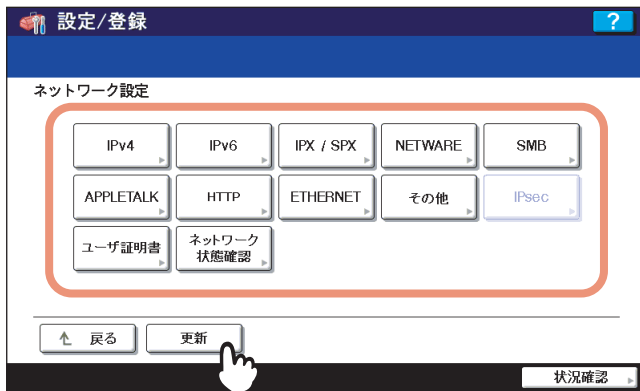 設定/登録
?
ネットワーク設定
IPv4
IPv6
IPX / SPX
NETWARE
SMB
APPLETALK
HTTP
ETHERNET
その他
IPsec
ユーザ証明書
ネットワーク
状態確認
戻る
更新
状況確認